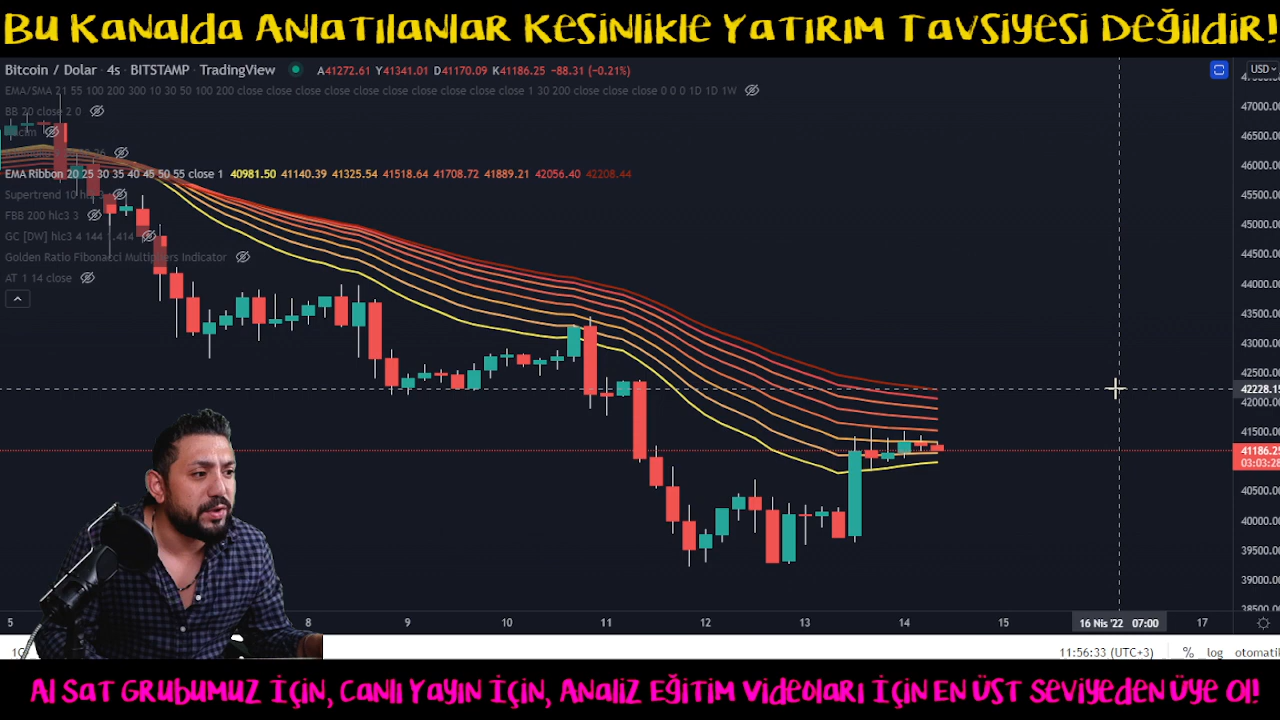 Bu Kanalda Anlatılanlar Kesinlikle Yatırım Tavsiyesi Değildir!
Bitcoin / Dolar · 4s · BITSTAMP · TradingView A41272.61 Y41341.01 D41170.09 K41186.25 −88.31 (−0.21%)
USD
EMA/SMA 21 55 100 200 300 10 30 50 100 200 close close close close close close close close close close 1 30 200 close close close 0 0 0 1D 1D 1W
47000.00
BB 20 close 2 0
46500.00
46000.00
EMA Ribbon 20 25 30 35 40 45 50 55 close 1 40981.50 41140.39 41325.54 41518.64 41708.72 41889.21 42056.40 42208.44
Supertrend 10
45500.00
FBB 200 hlc3 3
45000.00
GC [DW] hlc3 4 144 1.414
44500.00
Golden Ratio Fibonacci Multipliers Indicator
AT 1 14 close
44000.00
43500.00
43000.00
42500.00
42228.15
42000.00
41500.00
41186.25
03:03:28
40500.00
40000.00
39500.00
39000.00
38500.00
5 8 9 10 11 12 13 14 15 16 Nis '22 07:00 17
11:56:33 (UTC+3) % log otomatik
Al Sat Grubumuz İçin, Canlı Yayın İçin, Analiz Eğitim Videoları İçin En Üst Seviyeden Üye Ol!